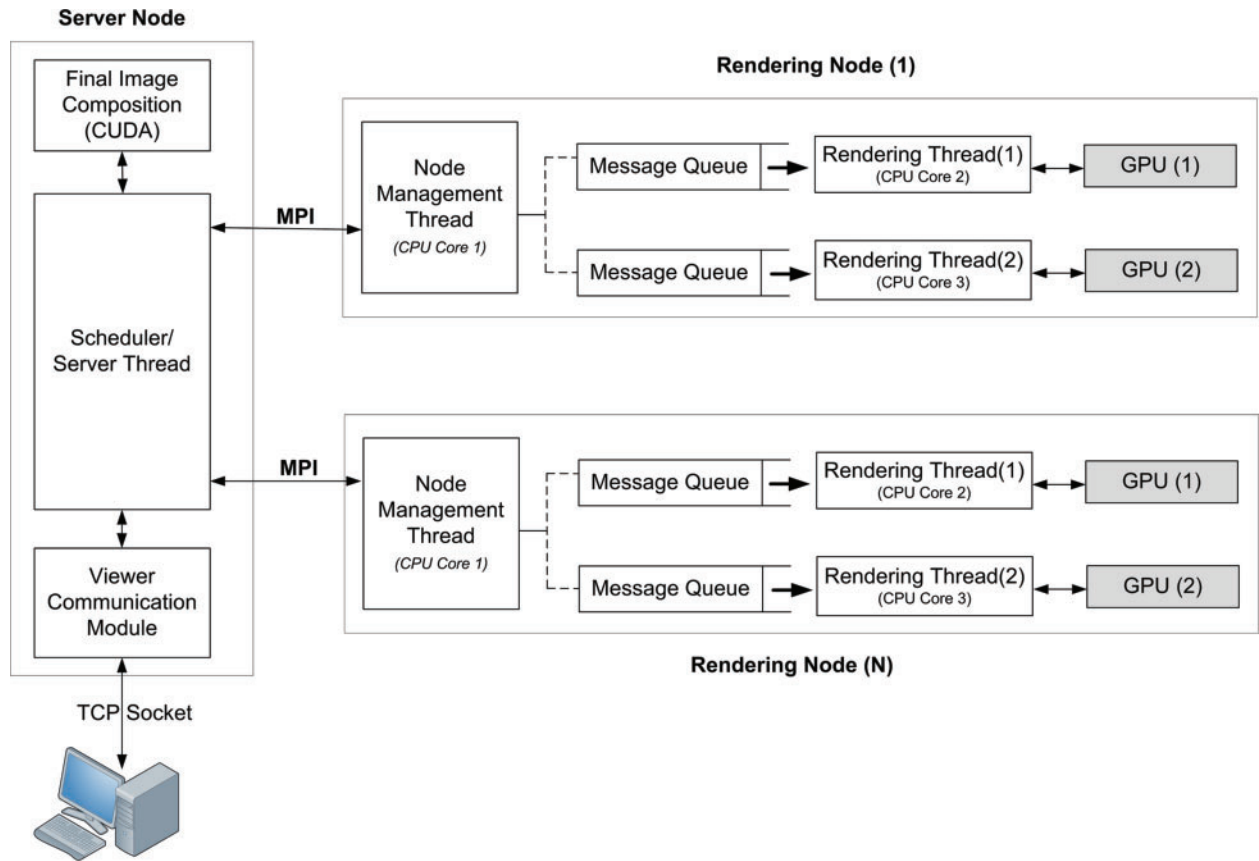 Server Node
Final Image
Composition
(CUDA)
Scheduler/
Server Thread
Viewer
Communication
Module
TCP Socket
MPI
MPI
Rendering Node (1)
Node
Management
Thread
(CPU Core 1)
Message Queue
Rendering Thread(1)
(CPU Core 2)
GPU (1)
Message Queue
Rendering Thread(2)
(CPU Core 3)
GPU (2)
Node
Management
Thread
(CPU Core 1)
Message Queue
Rendering Thread(1)
(CPU Core 2)
GPU (1)
Message Queue
Rendering Thread(2)
(CPU Core 3)
GPU (2)
Rendering Node (N)